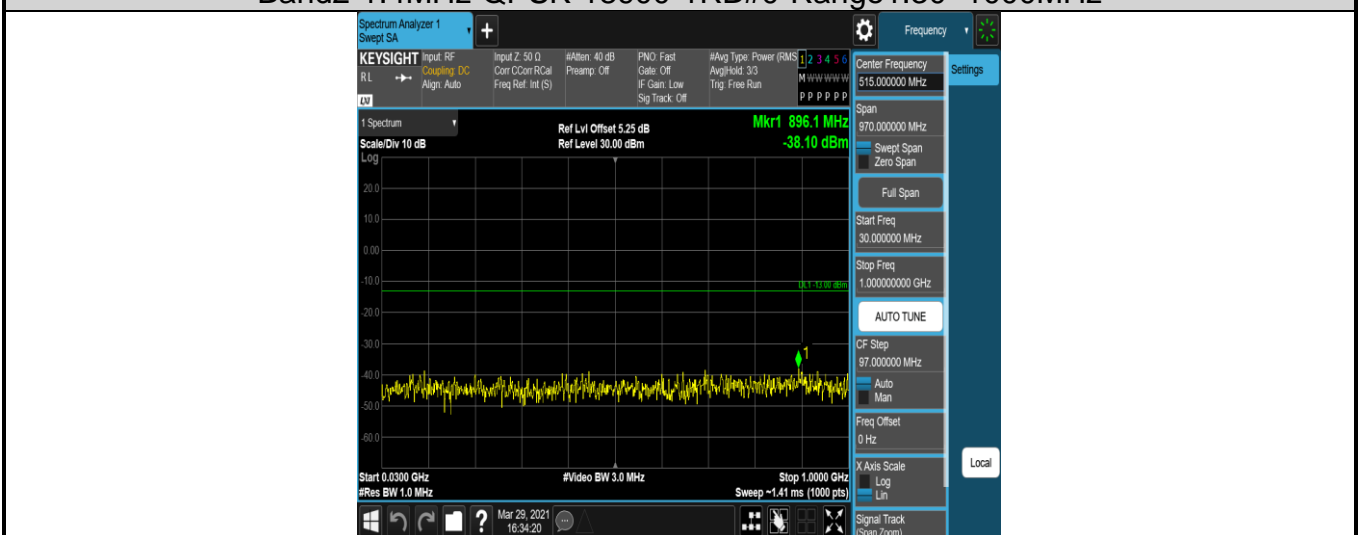 Spectrum Analyzer 1
Swept SA
+
Frequency
KEYSIGHT
Input: RF
Coupling: DC
Align: Auto
R L
LXI
Input Z: 50 Ω
Corr CCorr RCal
Freq Ref: Int (S)
#Atten: 40 dB
Preamp: Off
PNO: Fast
Gate: Off
IF Gain: Low
Sig Track: Off
#Avg Type: Power (RMS
Avg|Hold: 3/3
Trig: Free Run
1 2 3 4 5 6
M W W W W W
P P P P P P
1 Spectrum
Scale/Div 10 dB
Log
Ref Lvl Offset 5.25 dB
Ref Level 30.00 dBm
Mkr1 896.1 MHz
-38.10 dBm
20.0
10.0
0.00
-10.0
DL1 -13.00 dBm
-20.0
-30.0
1
-40.0
-50.0
-60.0
Start 0.0300 GHz
#Video BW 3.0 MHz
Stop 1.0000 GHz
#Res BW 1.0 MHz
Sweep ~1.41 ms (1000 pts)
?
Mar 29, 2021
16:34:20
Center Frequency
515.000000 MHz
Settings
Span
970.000000 MHz
Swept Span
Zero Span
Full Span
Start Freq
30.000000 MHz
Stop Freq
1.000000000 GHz
AUTO TUNE
CF Step
97.000000 MHz
Auto
Man
Freq Offset
0 Hz
X Axis Scale
Log
Lin
Local
Signal Track
(Span Zoom)